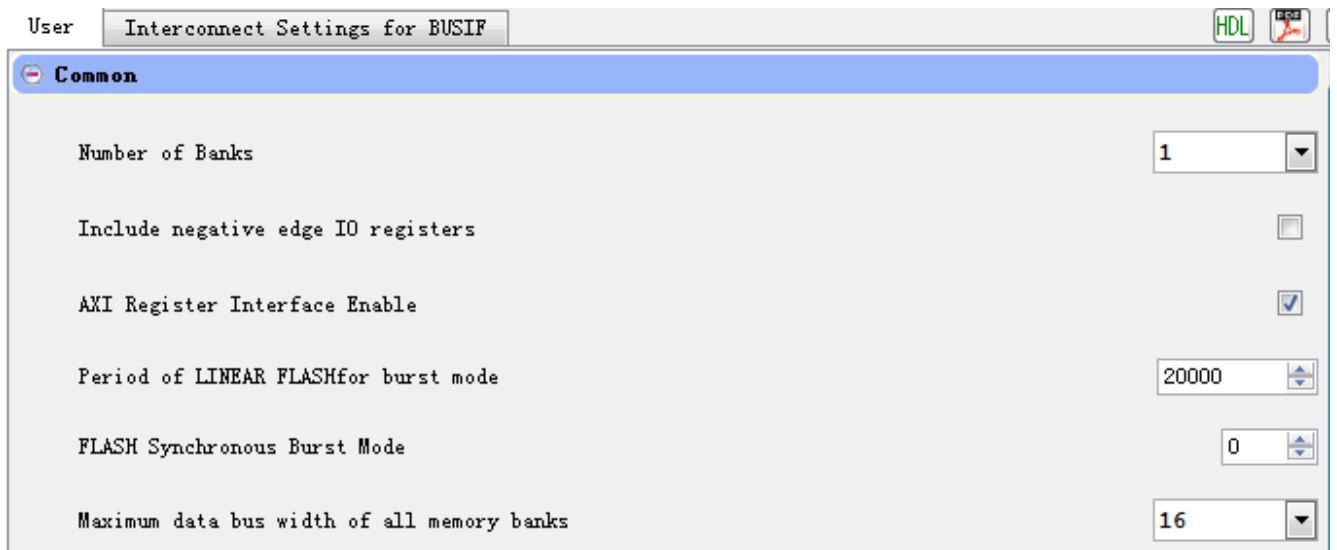 User
Interconnect Settings for BUSIF
HDL
PDF
Common
Number of Banks
1
Include negative edge IO registers
AXI Register Interface Enable
Period of LINEAR FLASHfor burst mode
20000
FLASH Synchronous Burst Mode
0
Maximum data bus width of all memory banks
16